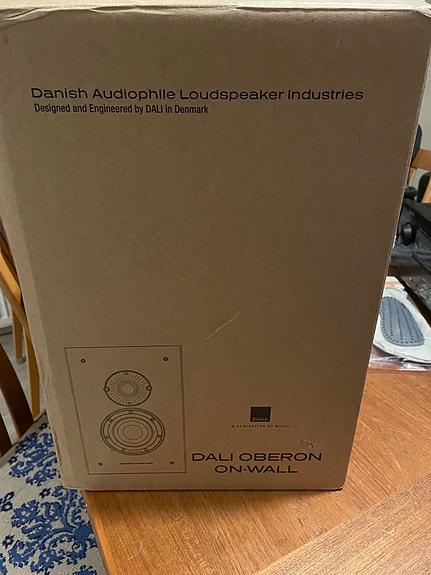 Danish Audiophile Loudspeaker Industries
Designed and Engineered by DALI in Denmark
DALI
IN ADMIRATION OF MUSIC
DALI OBERON
ON-WALL